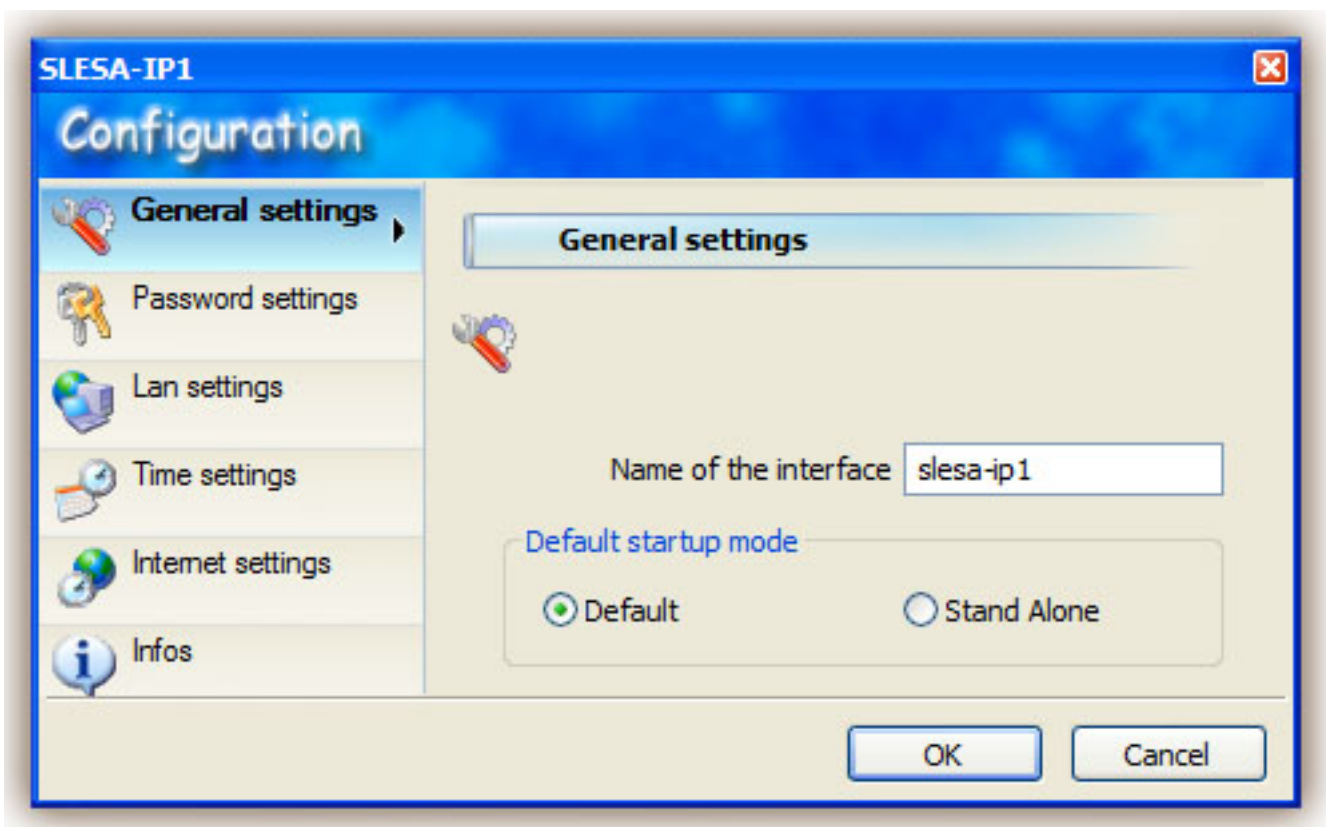 SLESA-IP1
Configuration
General settings
Password settings
Lan settings
Time settings
Internet settings
Infos
General settings
Name of the interface slesa-ip1
Default startup mode
Default Stand Alone
OK Cancel